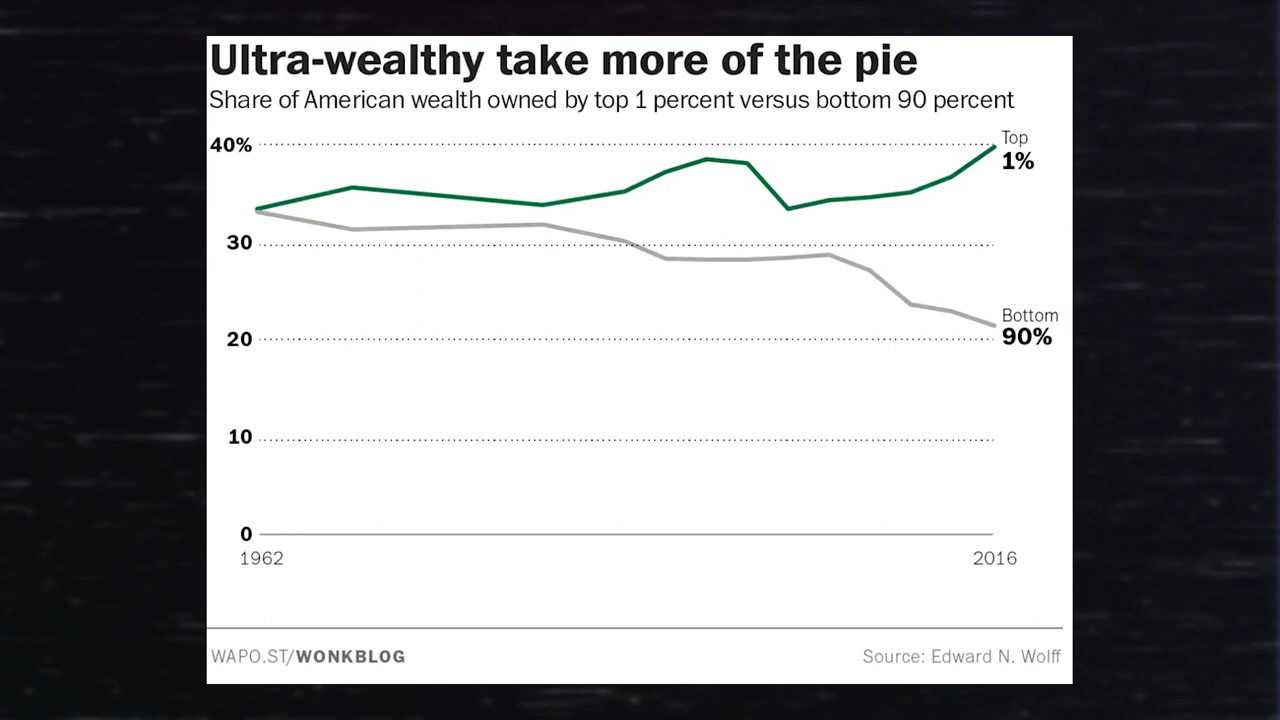 Ultra-wealthy take more of the pie
Share of American wealth owned by top 1 percent versus bottom 90 percent
40%
Top
1%
30
Bottom
20
90%
10
0
1962
2016
WAPO.ST/WONKBLOG
Source: Edward N. Wolff